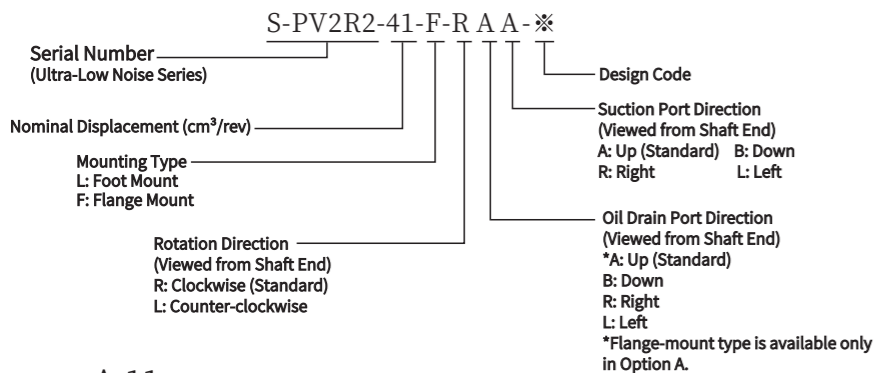 S-PV2R2-41-F-R A A-※
Serial Number
(Ultra-Low Noise Series)
Nominal Displacement (cm³/rev)
Mounting Type
L: Foot Mount
F: Flange Mount
Rotation Direction
(Viewed from Shaft End)
R: Clockwise (Standard)
L: Counter-clockwise
Design Code
Suction Port Direction
(Viewed from Shaft End)
A: Up (Standard) B: Down
R: Right L: Left
Oil Drain Port Direction
(Viewed from Shaft End)
*A: Up (Standard)
B: Down
R: Right
L: Left
*Flange-mount type is available only
in Option A.